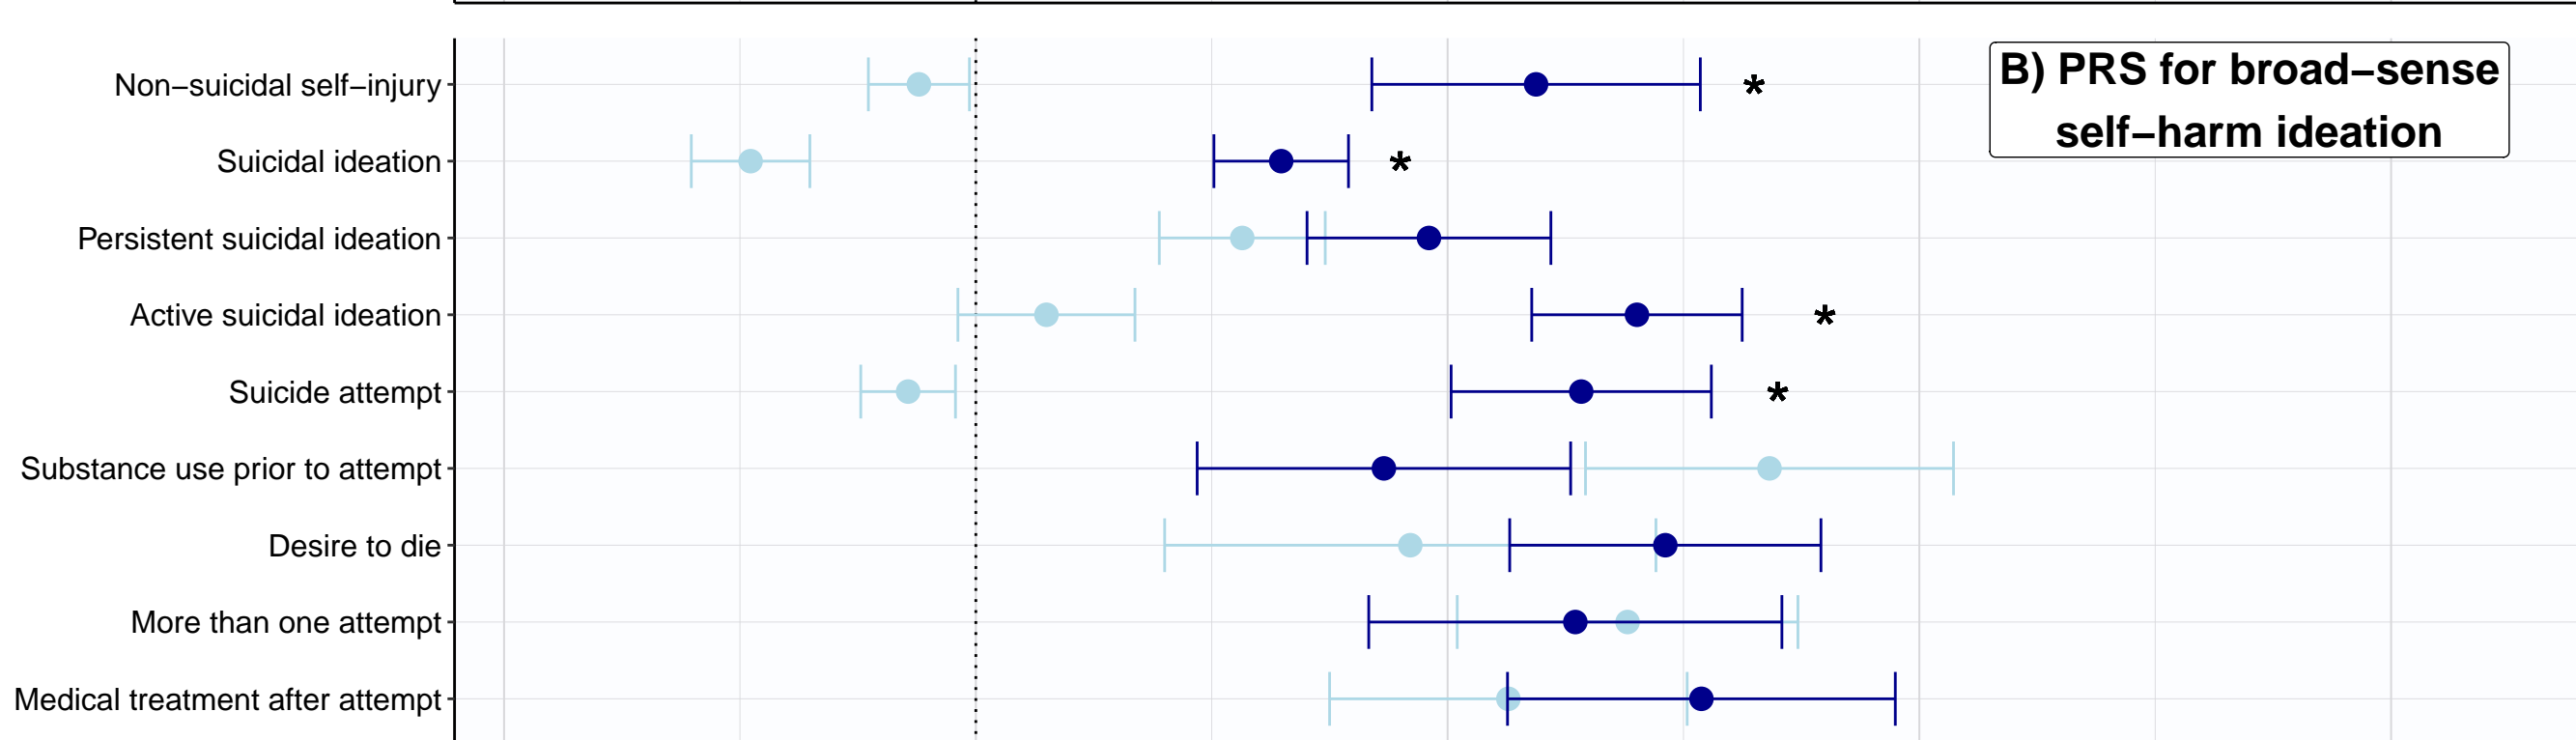 B) PRS for broad−sense
self−harm ideation
Non−suicidal self−injury *
Suicidal ideation *
Persistent suicidal ideation
Active suicidal ideation *
Suicide attempt *
Substance use prior to attempt
Desire to die
More than one attempt
Medical treatment after attempt